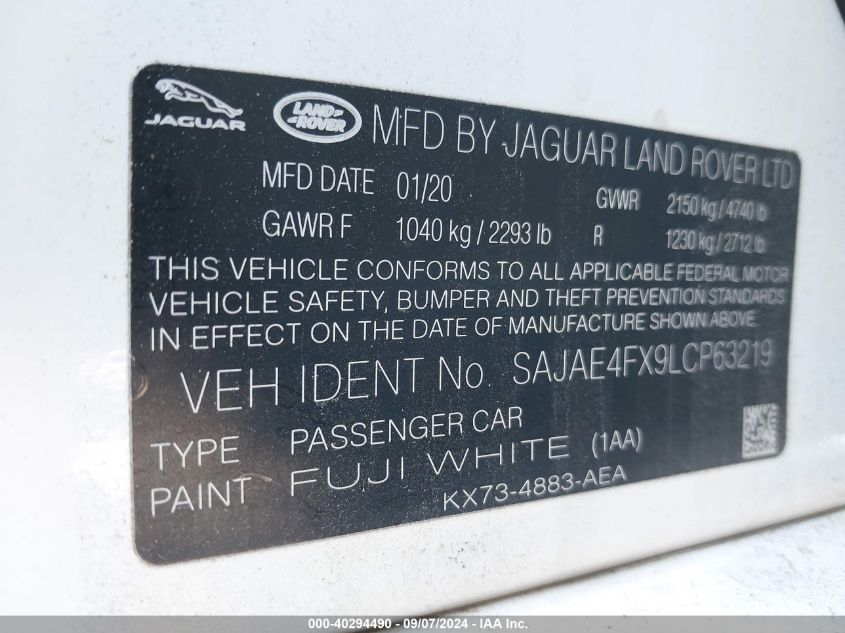 JAGUAR
LAND
ROVER
MFD BY JAGUAR LAND ROVER LTD
MFD DATE 01/20 GVWR 2150 kg / 4740 lb
GAWR F 1040 kg / 2293 lb R 1230 kg / 2712 lb
THIS VEHICLE CONFORMS TO ALL APPLICABLE FEDERAL MOTOR
VEHICLE SAFETY, BUMPER AND THEFT PREVENTION STANDARDS
IN EFFECT ON THE DATE OF MANUFACTURE SHOWN ABOVE.
VEH IDENT No. SAJAE4FX9LCP63219
TYPE PASSENGER CAR
PAINT FUJI WHITE (1AA)
KX73-4883-AEA
000-40294490 - 09/07/2024 - IAA Inc.